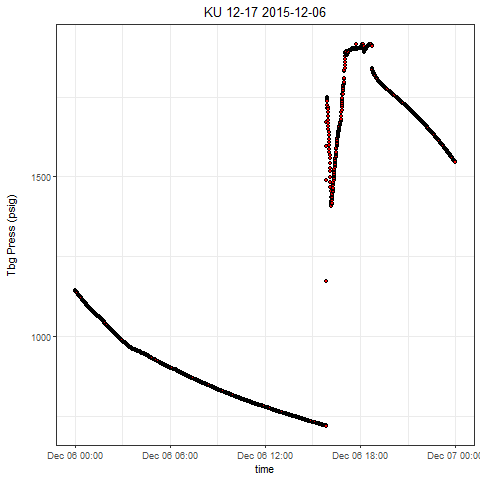 KU 12-17 2015-12-06
Tbg Press (psig)
1500
1000
Dec 06 00:00
Dec 06 06:00
Dec 06 12:00
Dec 06 18:00
Dec 07 00:00
time